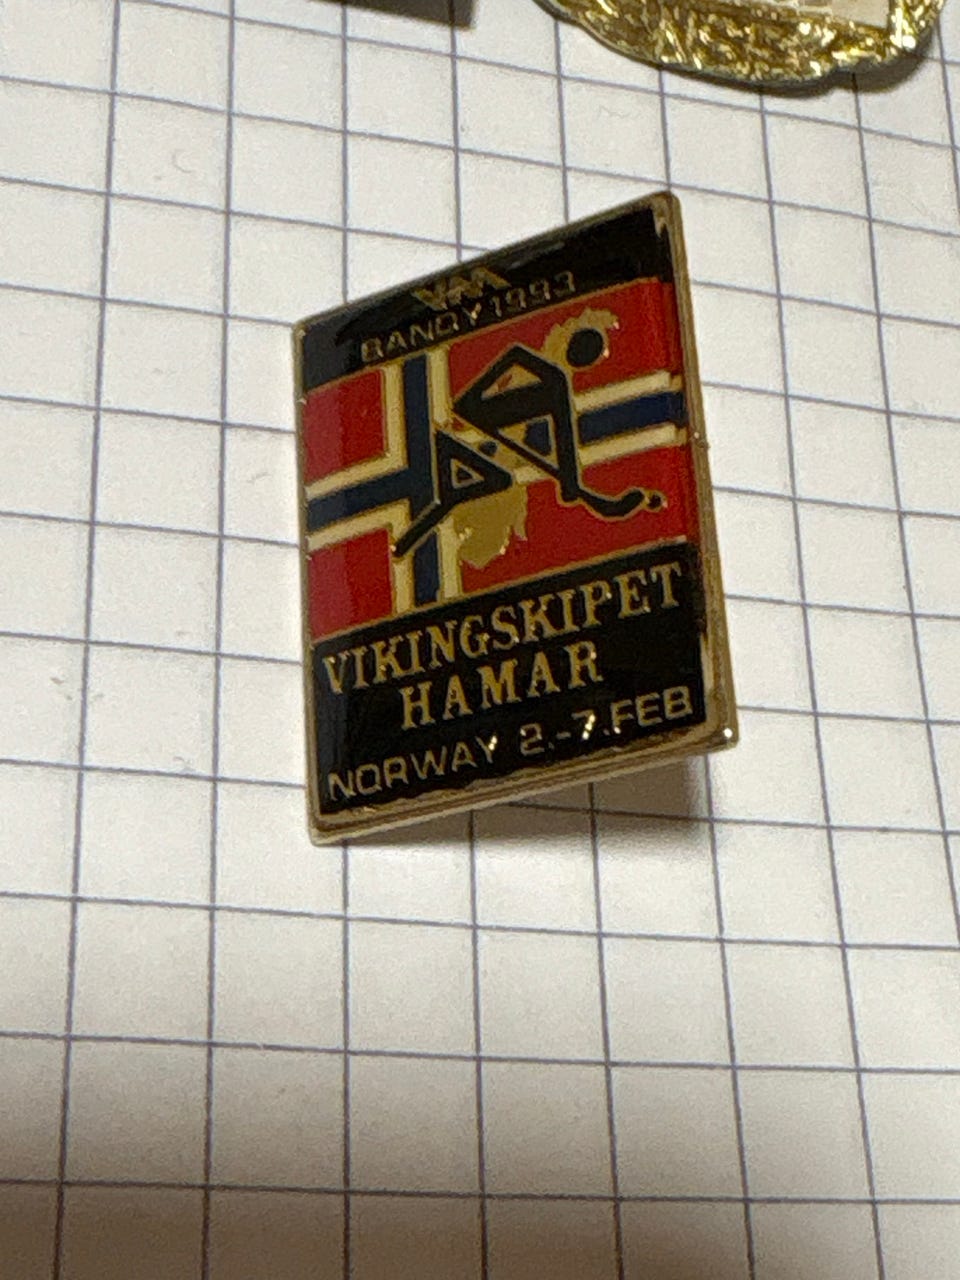 VM
BANDY 1993
VIKINGSKIPET
HAMAR
NORWAY 2.-7.FEB